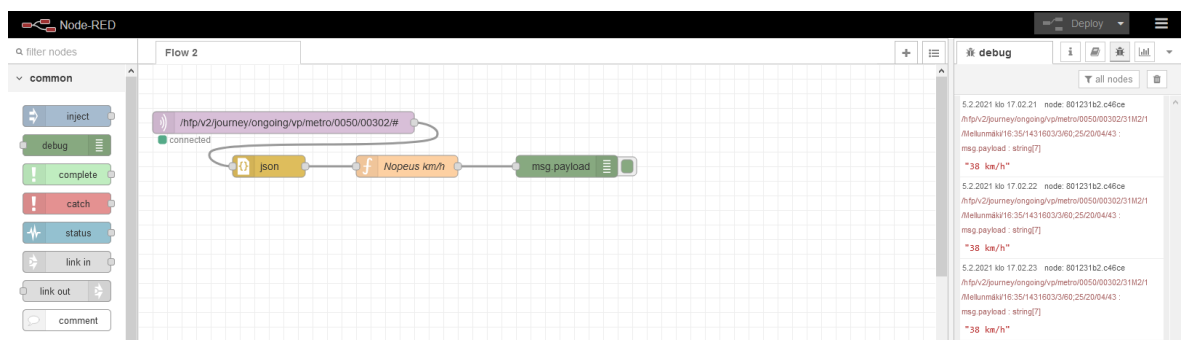 Node-RED
Deploy
filter nodes
Flow 2
debug
i
common
all nodes
inject
debug
complete
catch
status
link in
link out
comment
/hfp/v2/journey/ongoing/vp/metro/0050/00302/#
connected
json
f
Nopeus km/h
msg.payload
5.2.2021 klo 17.02.21 node: 801231b2.c46ce
/hfp/v2/journey/ongoing/vp/metro/0050/00302/31M2/1
/Mellunmäki/16:35/1431603/3/60;25/20/04/43 :
msg.payload : string[7]
"38 km/h"
5.2.2021 klo 17.02.22 node: 801231b2.c46ce
/hfp/v2/journey/ongoing/vp/metro/0050/00302/31M2/1
/Mellunmäki/16:35/1431603/3/60;25/20/04/43 :
msg.payload : string[7]
"38 km/h"
5.2.2021 klo 17.02.23 node: 801231b2.c46ce
/hfp/v2/journey/ongoing/vp/metro/0050/00302/31M2/1
/Mellunmäki/16:35/1431603/3/60;25/20/04/43 :
msg.payload : string[7]
"38 km/h"